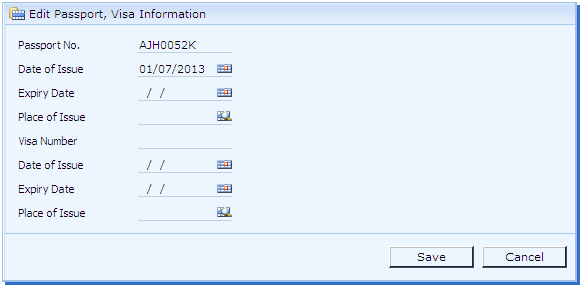 Edit Passport, Visa Information
Passport No. AJH0052K
Date of Issue 01/07/2013
Expiry Date / /
Place of Issue
Visa Number
Date of Issue / /
Expiry Date / /
Place of Issue
Save Cancel